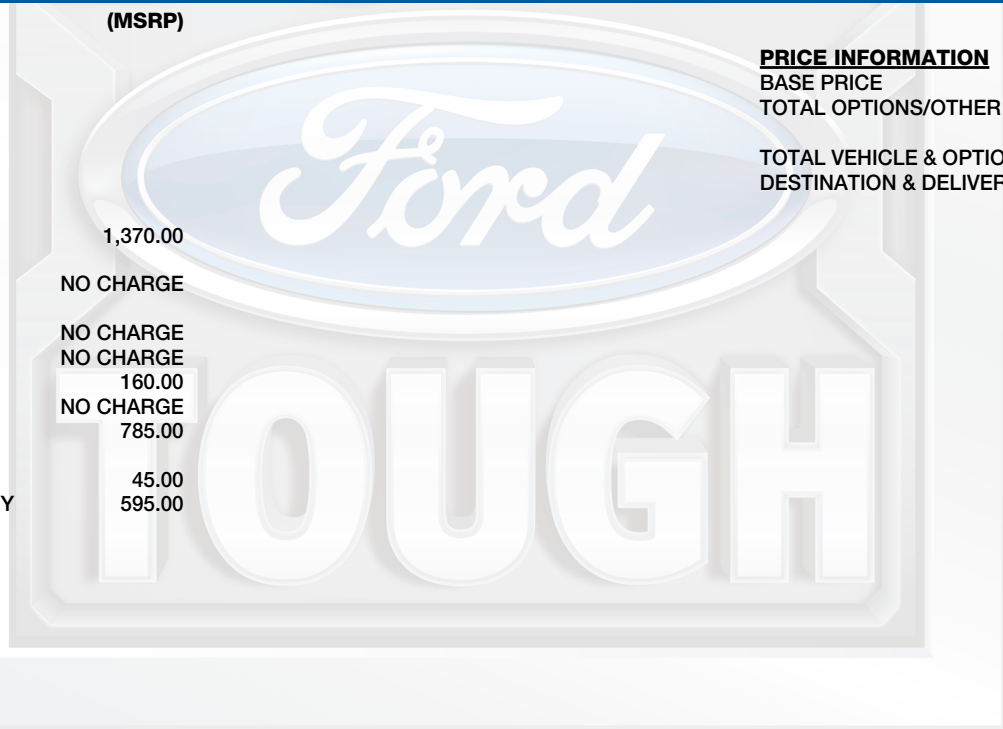 (MSRP)
1,370.00
NO CHARGE
NO CHARGE
NO CHARGE
160.00
NO CHARGE
785.00
45.00
Y 595.00
PRICE INFORMATION
BASE PRICE
TOTAL OPTIONS/OTHER
TOTAL VEHICLE & OPTIO
DESTINATION & DELIVER
Ford
TOUGH